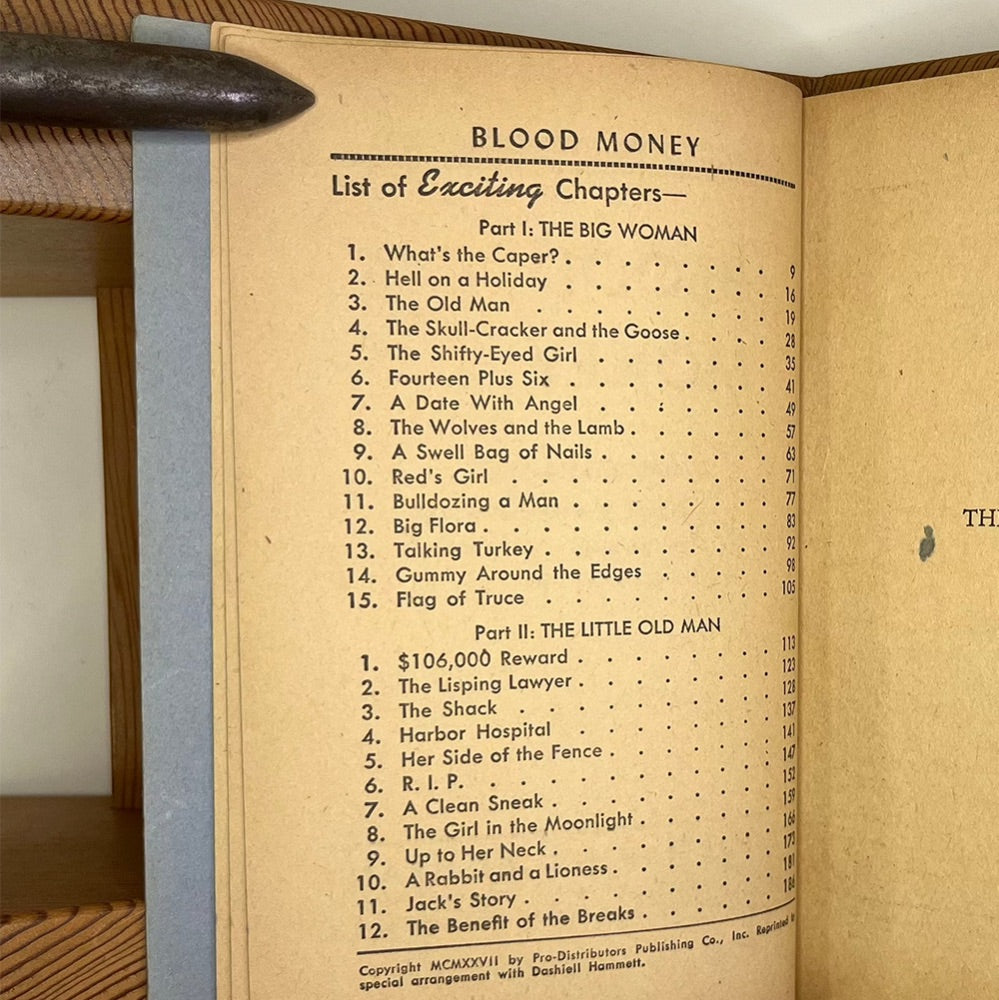 BLOOD MONEY
List of Exciting Chapters—
Part I: THE BIG WOMAN
1. What's the Caper? . . . . . . . . 9
2. Hell on a Holiday . . . . . . . . 16
3. The Old Man . . . . . . . . . 19
4. The Skull-Cracker and the Goose . . . . 28
5. The Shifty-Eyed Girl . . . . . . . 35
6. Fourteen Plus Six . . . . . . . . 41
7. A Date With Angel . . . . . . . 49
8. The Wolves and the Lamb . . . . . . 57
9. A Swell Bag of Nails . . . . . . . 63
10. Red's Girl . . . . . . . . . . 71
11. Bulldozing a Man . . . . . . . . 77
12. Big Flora . . . . . . . . . . . 83
13. Talking Turkey . . . . . . . . . 92
14. Gummy Around the Edges . . . . . 98
15. Flag of Truce . . . . . . . . . 105
Part II: THE LITTLE OLD MAN
1. $106,000 Reward . . . . . . . . 113
2. The Lisping Lawyer . . . . . . . . 123
3. The Shack . . . . . . . . . . 128
4. Harbor Hospital . . . . . . . . 137
5. Her Side of the Fence . . . . . . . 141
6. R. I. P. . . . . . . . . . . . 147
7. A Clean Sneak . . . . . . . . . 152
8. The Girl in the Moonlight . . . . . . 159
9. Up to Her Neck . . . . . . . . . 166
10. A Rabbit and a Lioness . . . . . . 173
11. Jack's Story . . . . . . . . . . 181
12. The Benefit of the Breaks . . . . . . 186
Copyright MCMXXVII by Pro-Distributors Publishing Co., Inc. Reprinted
special arrangement with Dashiell Hammett.